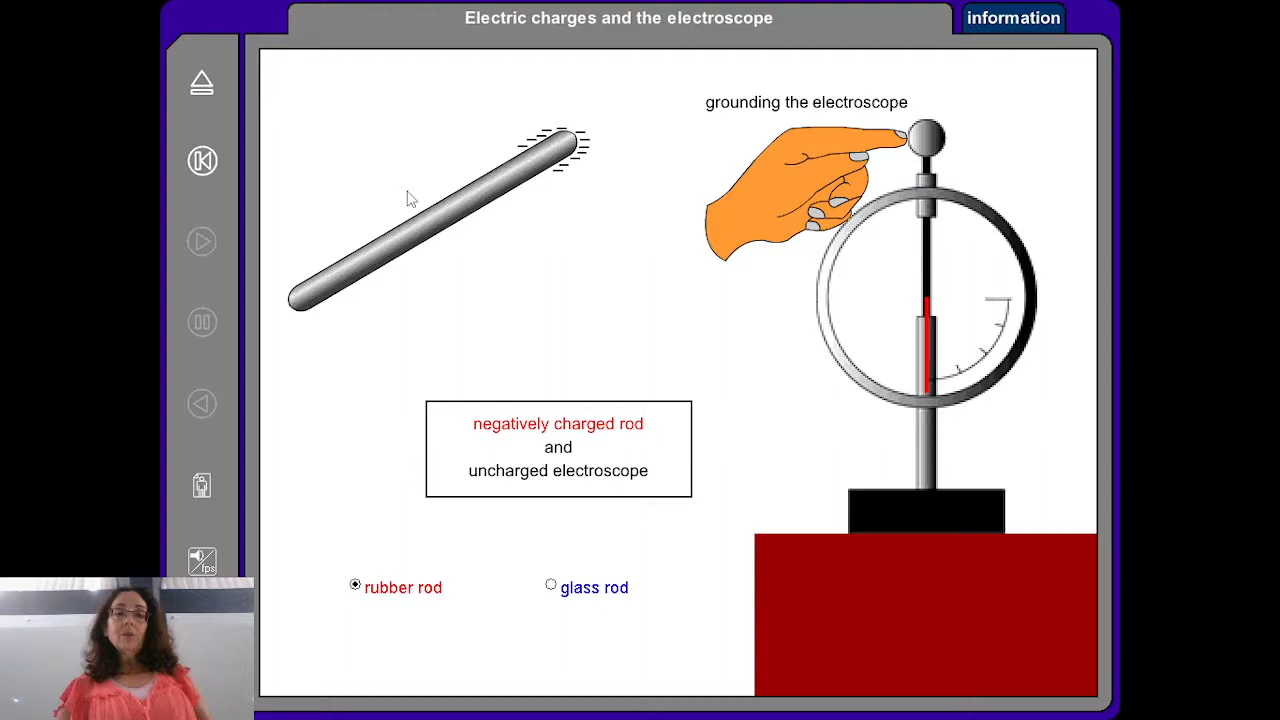 Electric charges and the electroscope
information
grounding the electroscope
negatively charged rod
and
uncharged electroscope
rubber rod
glass rod
fps